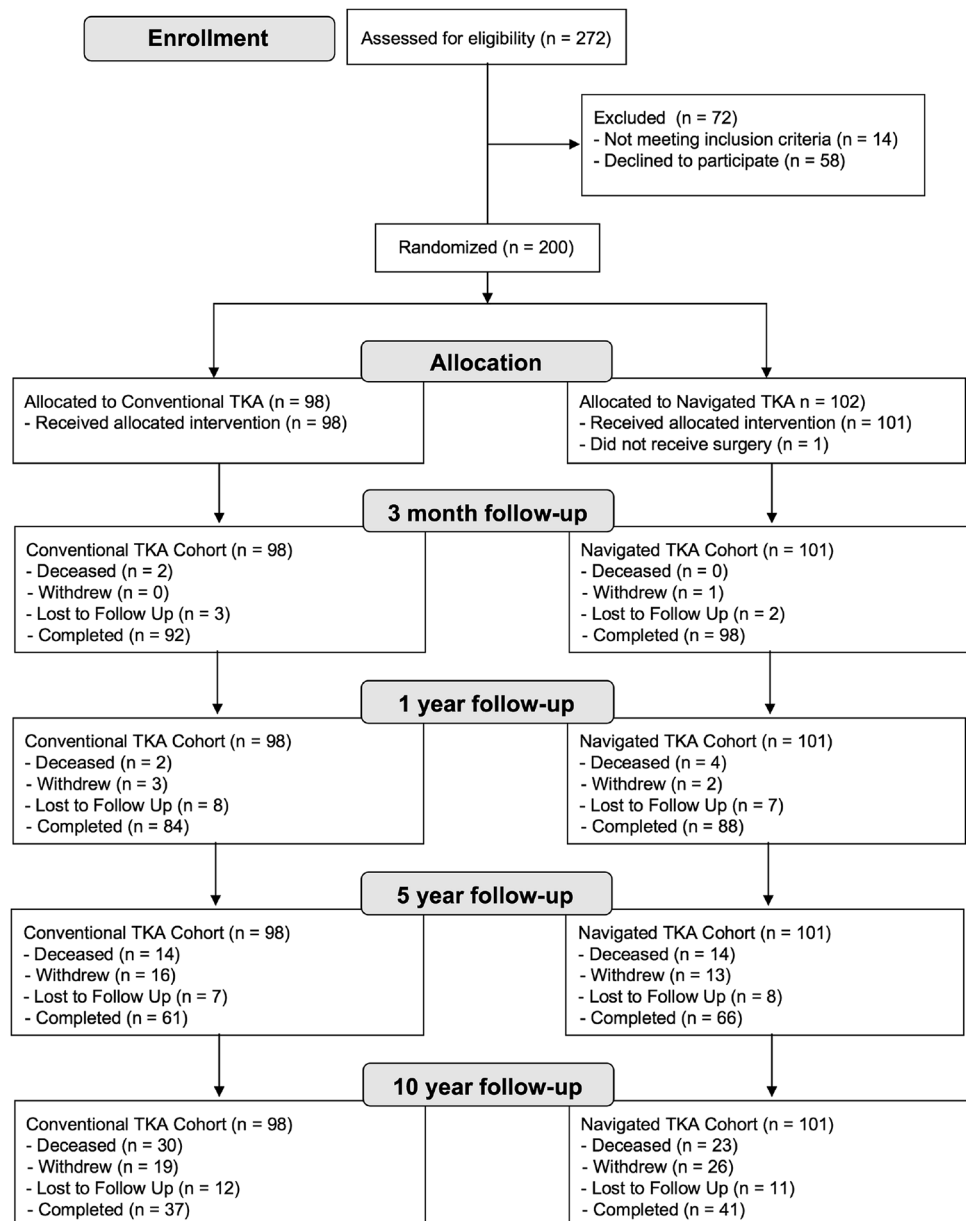 Enrollment
Assessed for eligibility (n = 272)
Excluded  (n = 72)
- Not meeting inclusion criteria (n = 14)
- Declined to participate (n = 58)
Randomized (n = 200)
Allocation
Allocated to Conventional TKA (n = 98)
- Received allocated intervention (n = 98)
Allocated to Navigated TKA n = 102)
- Received allocated intervention (n = 101)
- Did not receive surgery (n = 1)
3 month follow-up
Conventional TKA Cohort (n = 98)
- Deceased (n = 2)
- Withdrew (n = 0)
- Lost to Follow Up (n = 3)
- Completed (n = 92)
Navigated TKA Cohort (n = 101)
- Deceased (n = 0)
- Withdrew (n = 1)
- Lost to Follow Up (n = 2)
- Completed (n = 98)
1 year follow-up
Conventional TKA Cohort (n = 98)
- Deceased (n = 2)
- Withdrew (n = 3)
- Lost to Follow Up (n = 8)
- Completed (n = 84)
Navigated TKA Cohort (n = 101)
- Deceased (n = 4)
- Withdrew (n = 2)
- Lost to Follow Up (n = 7)
- Completed (n = 88)
5 year follow-up
Conventional TKA Cohort (n = 98)
- Deceased (n = 14)
- Withdrew (n = 16)
- Lost to Follow Up (n = 7)
- Completed (n = 61)
Navigated TKA Cohort (n = 101)
- Deceased (n = 14)
- Withdrew (n = 13)
- Lost to Follow Up (n = 8)
- Completed (n = 66)
10 year follow-up
Conventional TKA Cohort (n = 98)
- Deceased (n = 30)
- Withdrew (n = 19)
- Lost to Follow Up (n = 12)
- Completed (n = 37)
Navigated TKA Cohort (n = 101)
- Deceased (n = 23)
- Withdrew (n = 26)
- Lost to Follow Up (n = 11)
- Completed (n = 41)